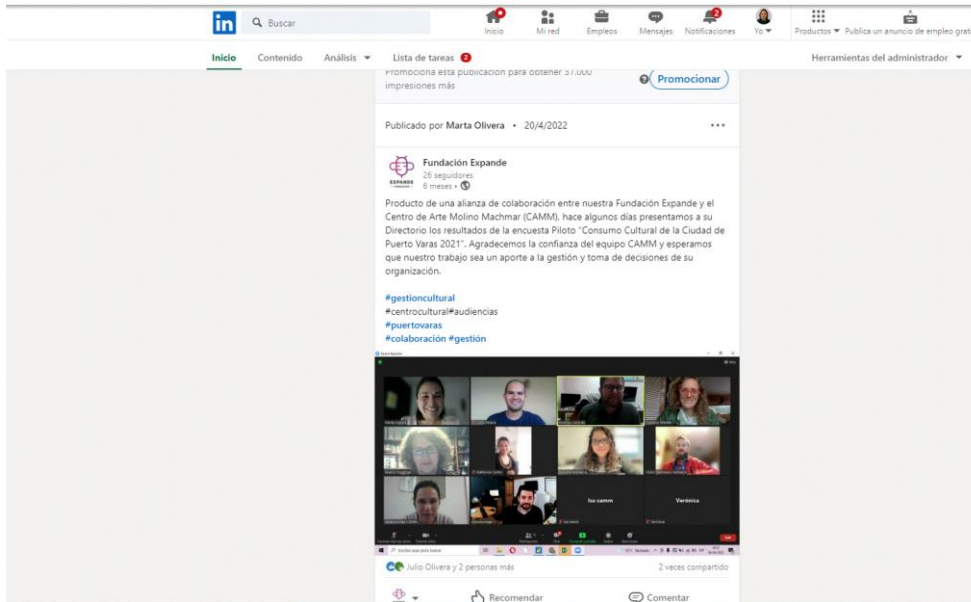 in
Buscar
Inicio
Mi red
Empleos
Mensajes
2
Notificaciones
Yo
Productos
Publica un anuncio de empleo grati
Inicio
Contenido
Análisis
Lista de tareas 2
Herramientas del administrador
Promociona esta publicación para obtener 37.000
impresiones más
Promocionar
Publicado por Marta Olivera • 20/4/2022
Fundación Expande
26 seguidores
6 meses •
EXPANDE
Producto de una alianza de colaboración entre nuestra Fundación Expande y el
Centro de Arte Molino Machmar (CAMM), hace algunos días presentamos a su
Directorio los resultados de la encuesta Piloto "Consumo Cultural de la Ciudad de
Puerto Varas 2021". Agradecemos la confianza del equipo CAMM y esperamos
que nuestro trabajo sea un aporte a la gestión y toma de decisiones de su
organización.
#gestioncultural
#centrocultural#audiencias
#puertovaras
#colaboración #gestión
Isa camm
Verónica
Julio Olivera y 2 personas más
2 veces compartido
Recomendar
Comentar